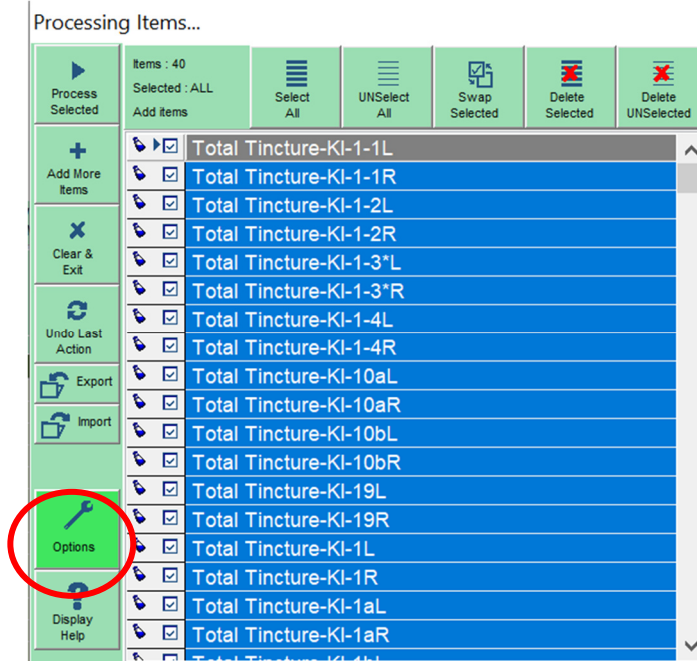 Processing Items...
Process
Selected
Items : 40
Selected : ALL
Add items
Select
All
UNSelect
All
Swap
Selected
Delete
Selected
Delete
UNSelected
Add More
Items
Clear &
Exit
Undo Last
Action
Export
Import
Options
Display
Help
Total Tincture-KI-1-1L
Total Tincture-KI-1-1R
Total Tincture-KI-1-2L
Total Tincture-KI-1-2R
Total Tincture-KI-1-3*L
Total Tincture-KI-1-3*R
Total Tincture-KI-1-4L
Total Tincture-KI-1-4R
Total Tincture-KI-10aL
Total Tincture-KI-10aR
Total Tincture-KI-10bL
Total Tincture-KI-10bR
Total Tincture-KI-19L
Total Tincture-KI-19R
Total Tincture-KI-1L
Total Tincture-KI-1R
Total Tincture-KI-1aL
Total Tincture-KI-1aR
Total Tincture-KI-1bL